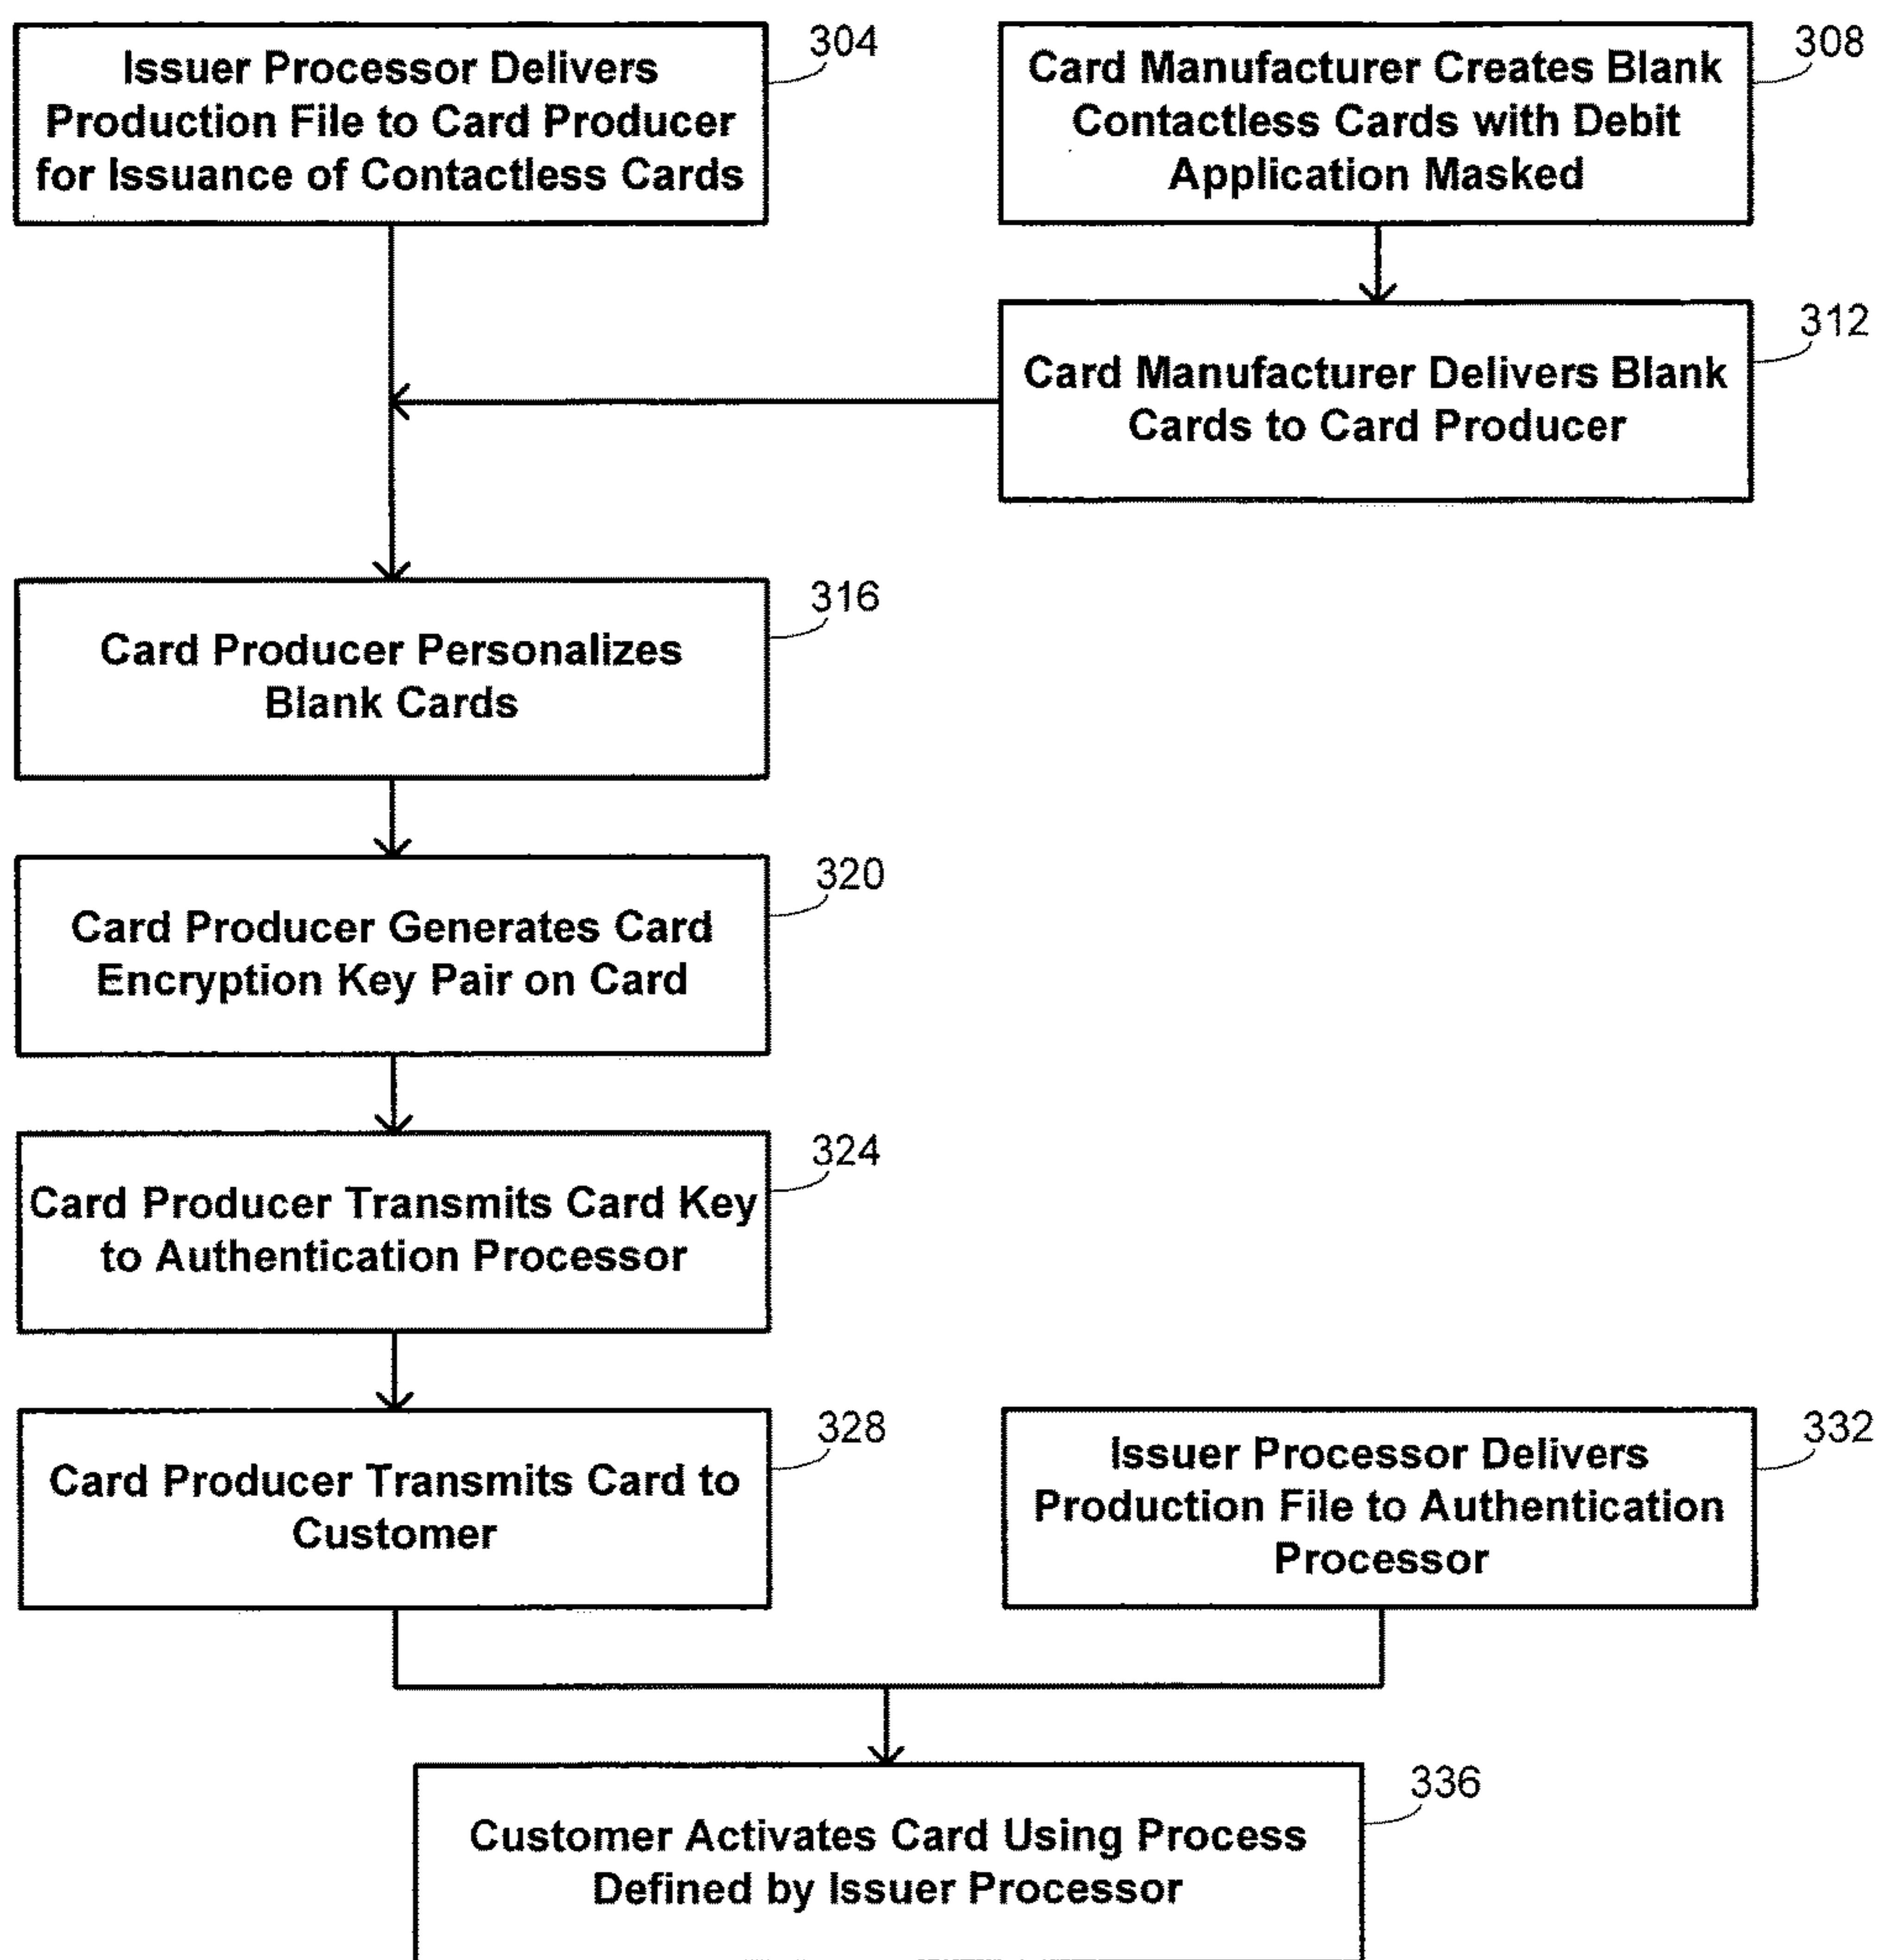 Issuer Processor Delivers
Production File to Card Producer
for Issuance of Contactless Cards
304
Card Manufacturer Creates Blank
Contactless Cards with Debit
Application Masked
308
Card Manufacturer Delivers Blank
Cards to Card Producer
312
Card Producer Personalizes
Blank Cards
316
Card Producer Generates Card
Encryption Key Pair on Card
320
Card Producer Transmits Card Key
to Authentication Processor
324
Card Producer Transmits Card to
Customer
328
Issuer Processor Delivers
Production File to Authentication
Processor
332
Customer Activates Card Using Process
Defined by Issuer Processor
336